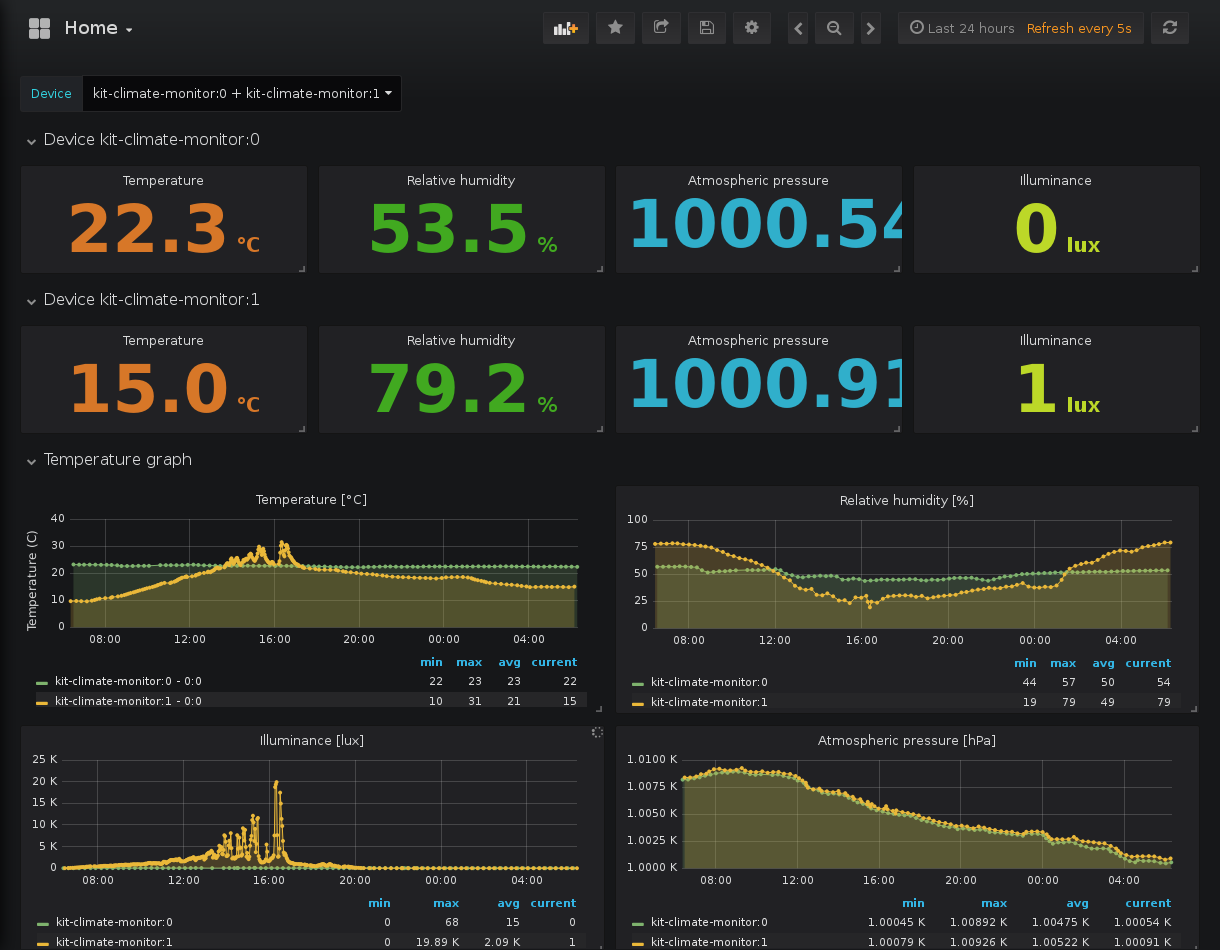 Home
Last 24 hours Refresh every 5s
Device kit-climate-monitor:0 + kit-climate-monitor:1
Device kit-climate-monitor:0
Temperature Relative humidity Atmospheric pressure Illuminance
22.3 °C 53.5 % 1000.54 0 lux
Device kit-climate-monitor:1
Temperature Relative humidity Atmospheric pressure Illuminance
15.0 °C 79.2 % 1000.91 1 lux
Temperature graph
Temperature [°C]
Temperature (C)
40
30
20
10
0
08:00 12:00 16:00 20:00 00:00 04:00
min max avg current
kit-climate-monitor:0 - 0:0 22 23 23 22
kit-climate-monitor:1 - 0:0 10 31 21 15
Relative humidity [%]
100
75
50
25
0
08:00 12:00 16:00 20:00 00:00 04:00
min max avg current
kit-climate-monitor:0 44 57 50 54
kit-climate-monitor:1 19 79 49 79
Illuminance [lux]
25 K
20 K
15 K
10 K
5 K
0
08:00 12:00 16:00 20:00 00:00 04:00
min max avg current
kit-climate-monitor:0 0 68 15 0
kit-climate-monitor:1 0 19.89 K 2.09 K 1
Atmospheric pressure [hPa]
1.0100 K
1.0075 K
1.0050 K
1.0025 K
1.0000 K
08:00 12:00 16:00 20:00 00:00 04:00
min max avg current
kit-climate-monitor:0 1.00045 K 1.00892 K 1.00475 K 1.00054 K
kit-climate-monitor:1 1.00079 K 1.00926 K 1.00522 K 1.00091 K